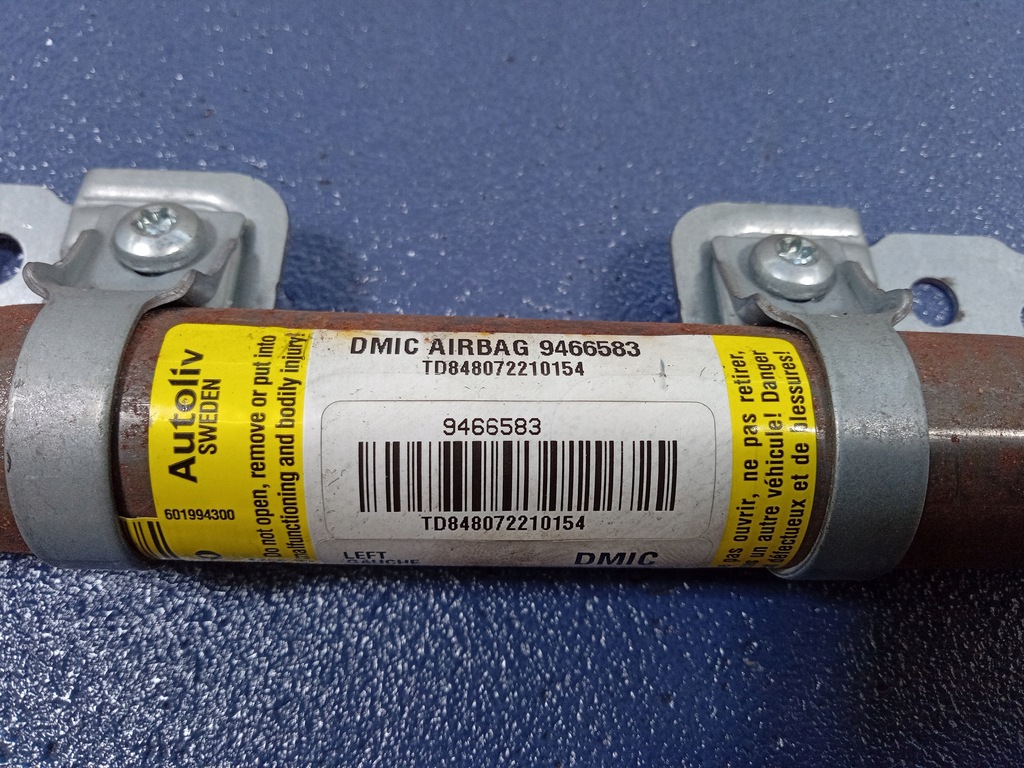 DMIC AIRBAG 9466583
TD848072210154
9466583
TD848072210154
LEFT
GAUCHE
DMIC
Autoliv
SWEDEN
601994300
Do not open, remove or put into
malfunctioning and bodily injury!
pas ouvrir, ne pas retirer,
un autre véhicule! Danger
défectueux et de blessures!